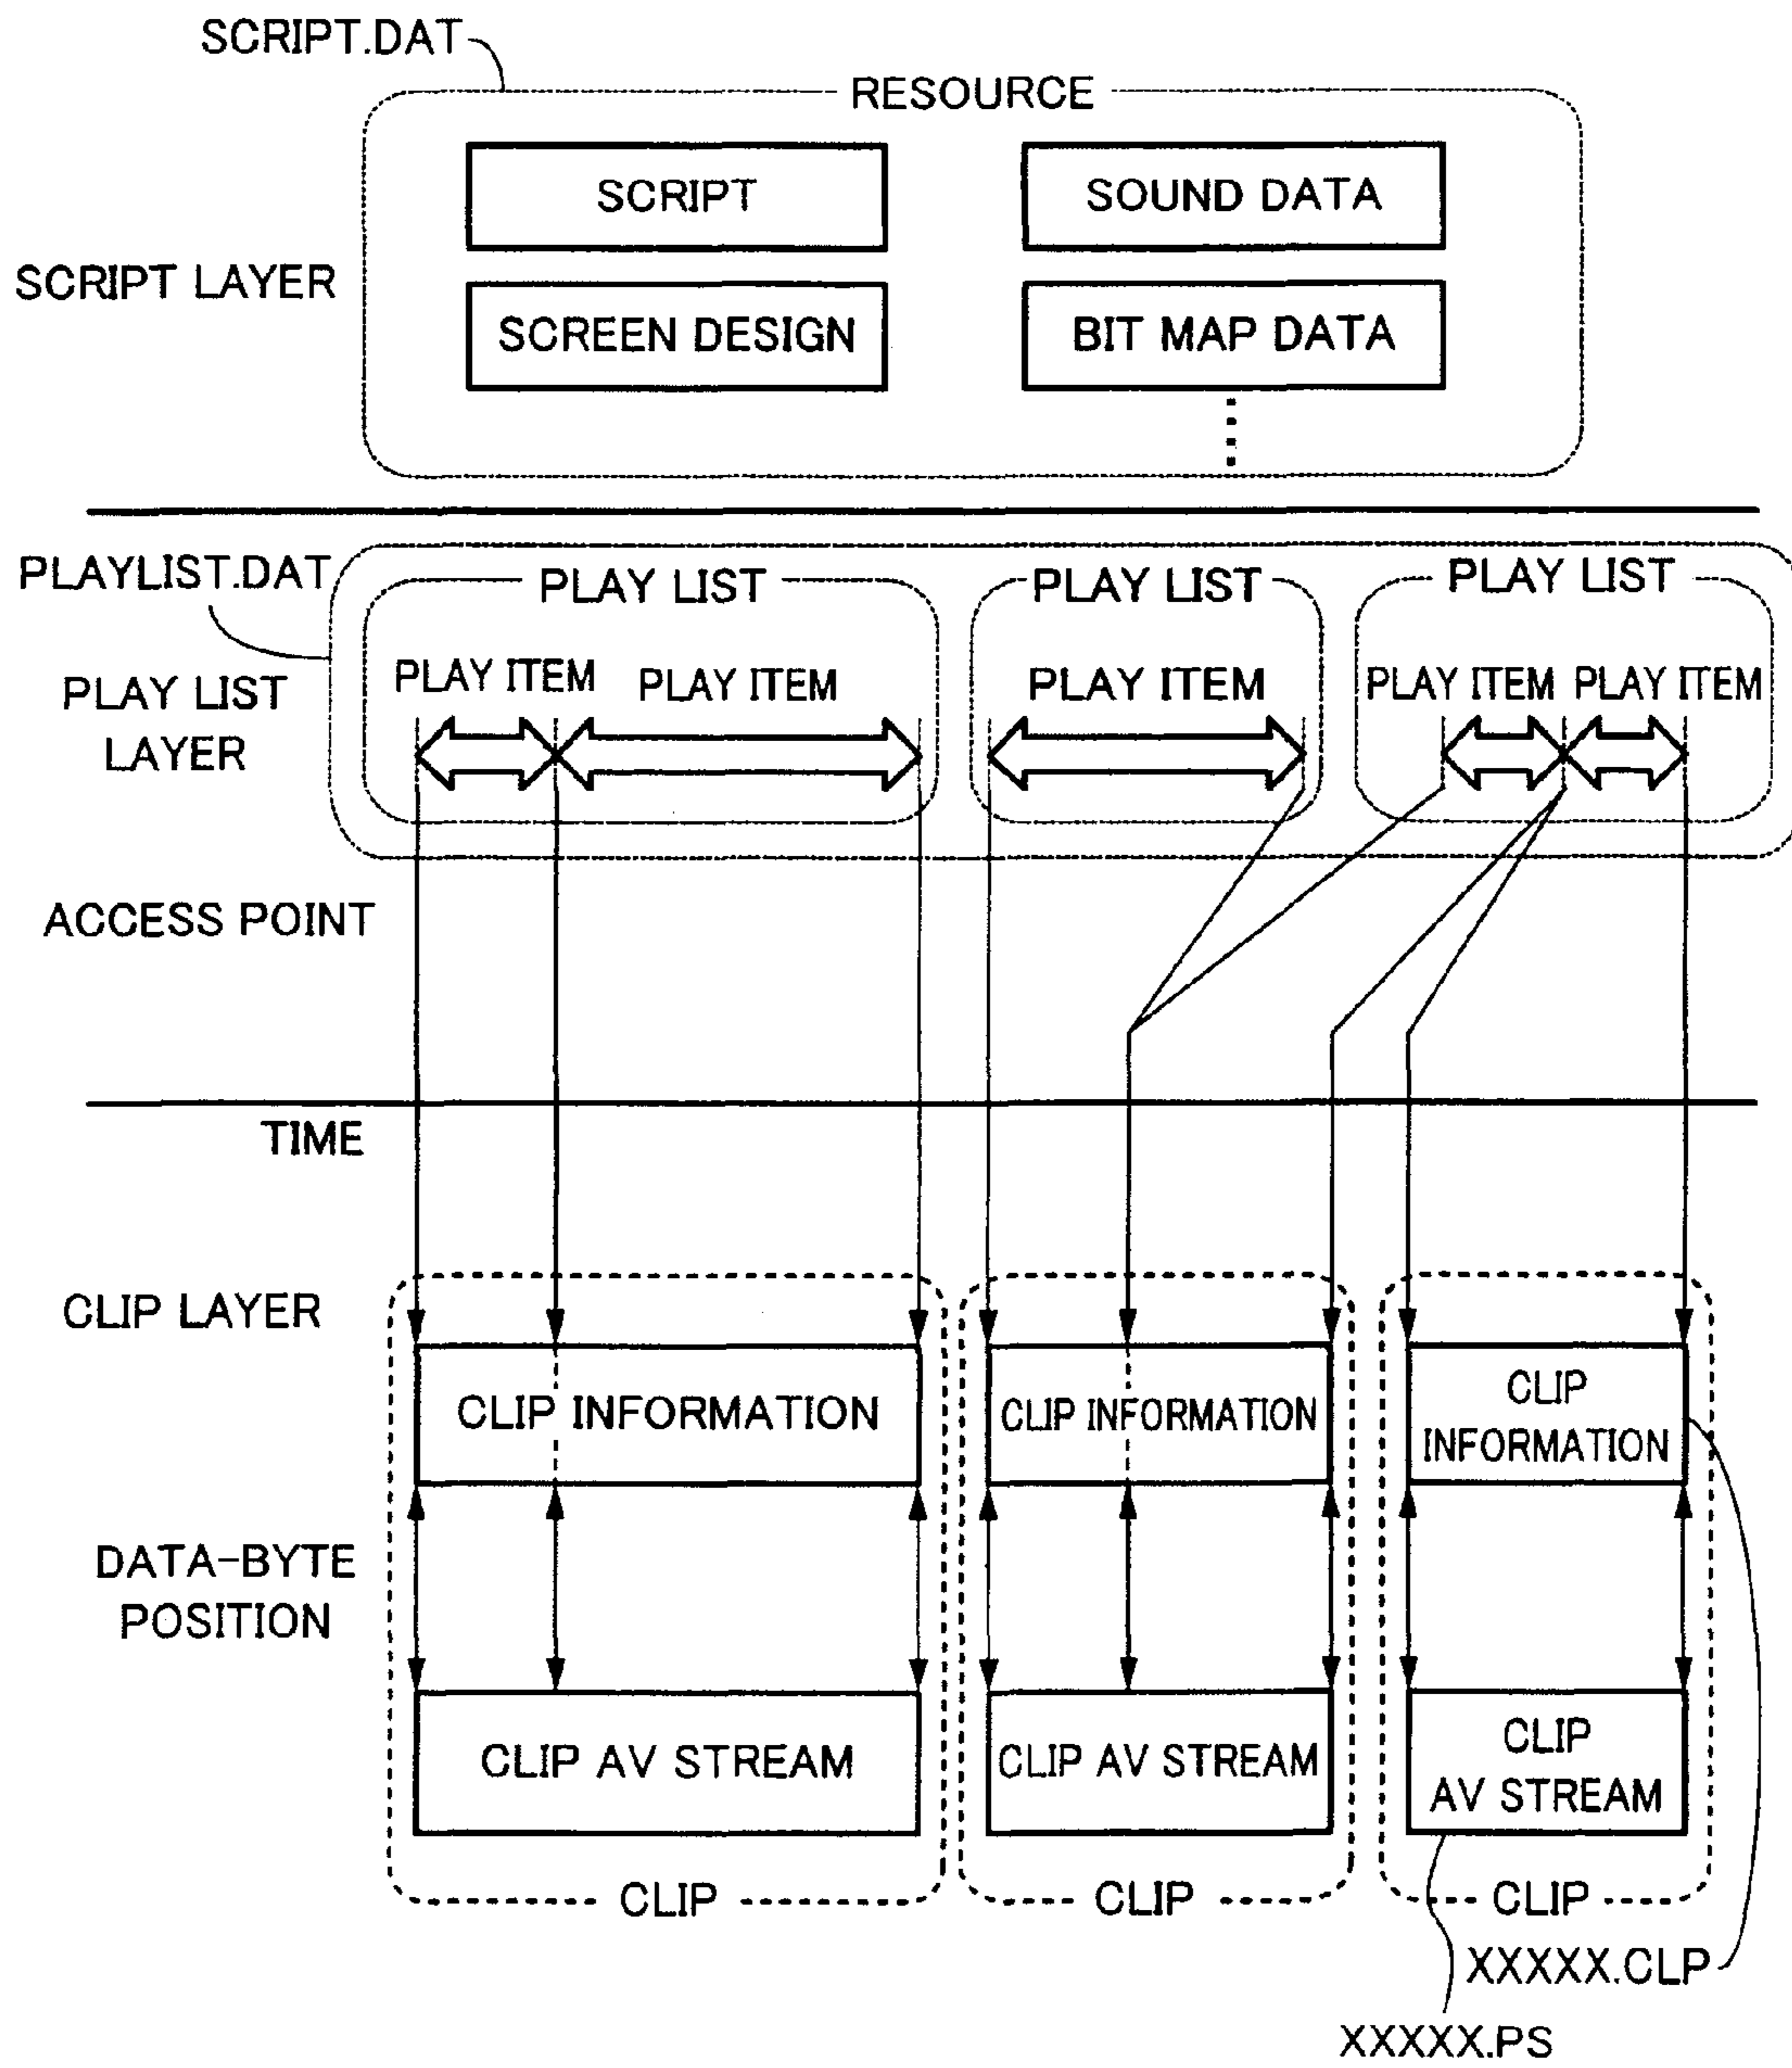 SCRIPT.DAT
RESOURCE
SCRIPT
SOUND DATA
SCRIPT LAYER
SCREEN DESIGN
BIT MAP DATA
PLAYLIST.DAT
PLAY LIST
PLAY LIST
PLAY LIST
PLAY ITEM
PLAY ITEM
PLAY ITEM
PLAY ITEM
PLAY ITEM
PLAY LIST
LAYER
ACCESS POINT
TIME
CLIP LAYER
CLIP INFORMATION
CLIP INFORMATION
CLIP
INFORMATION
DATA-BYTE
POSITION
CLIP AV STREAM
CLIP AV STREAM
CLIP
AV STREAM
CLIP
CLIP
CLIP
XXXXX.CLP
XXXXX.PS